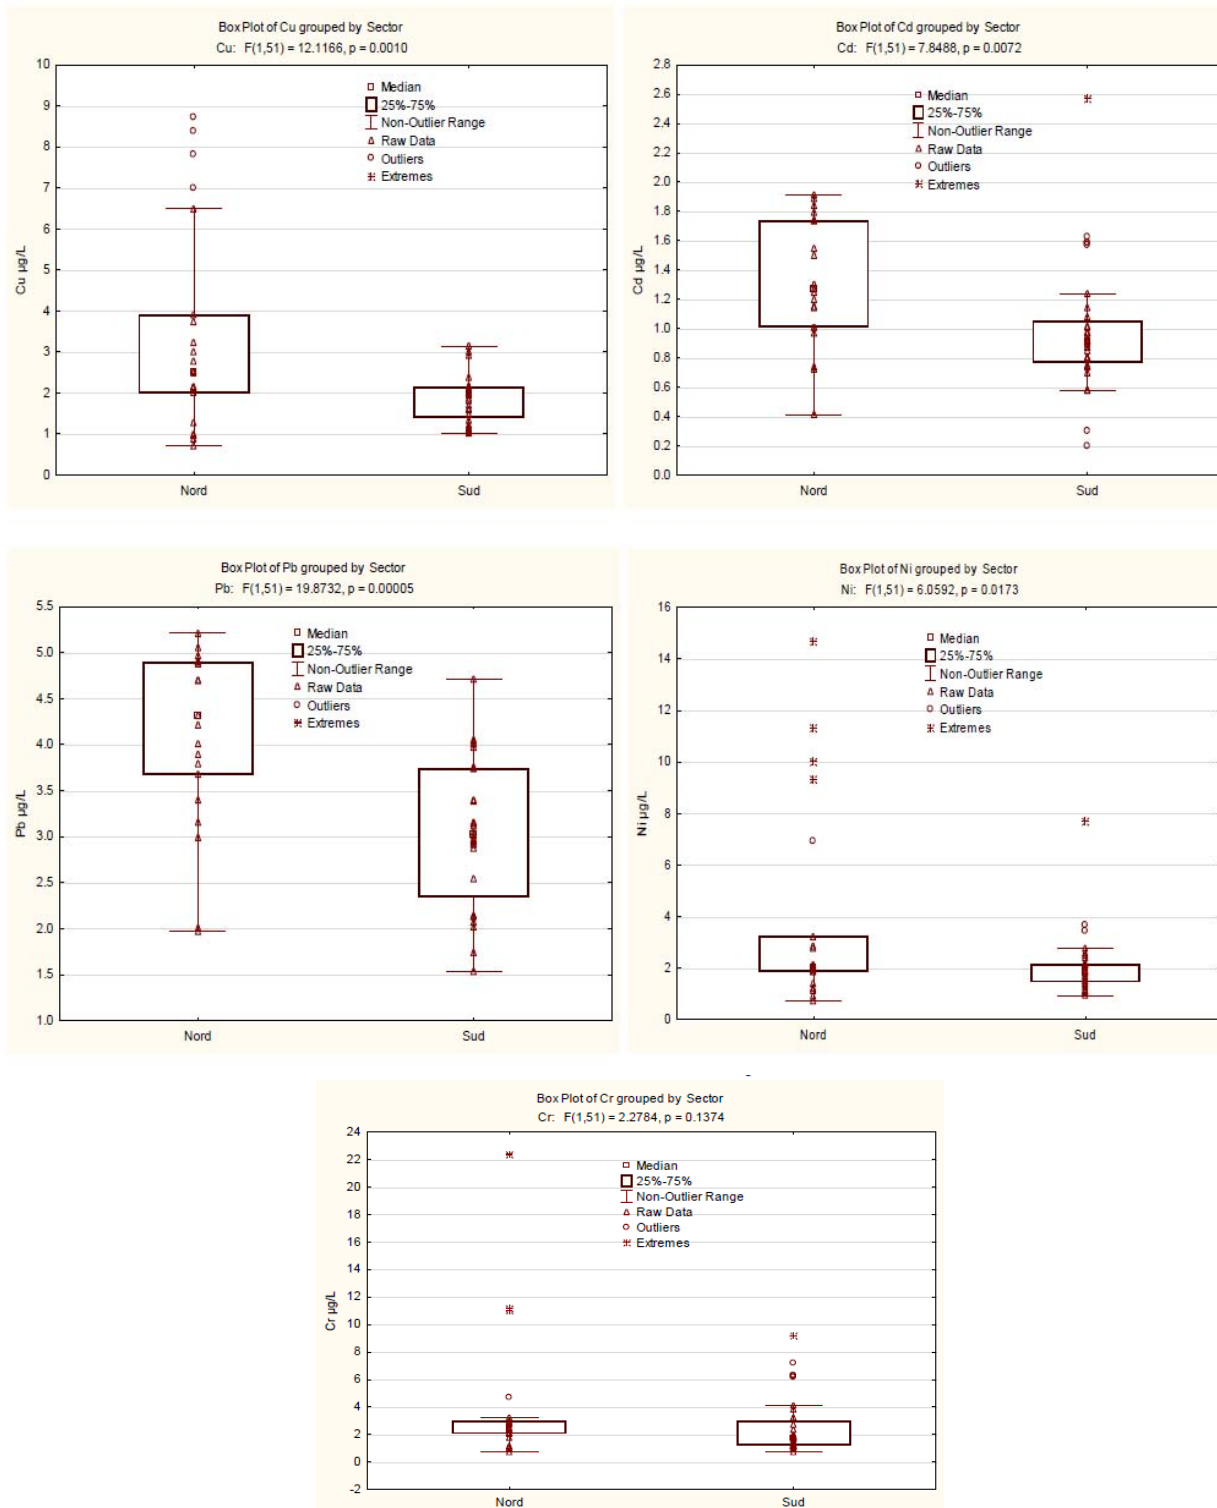 Box Plot of Cu grouped by Sector
Cu: F(1,51) = 12.1166, p = 0.0010
10
9
8
7
6
5
4
3
2
1
0
Cu µg/L
Median
25%-75%
Non-Outlier Range
Raw Data
Outliers
Extremes
Nord
Sud
Box Plot of Cd grouped by Sector
Cd: F(1,51) = 7.8488, p = 0.0072
2.8
2.6
2.4
2.2
2.0
1.8
1.6
1.4
1.2
1.0
0.8
0.6
0.4
0.2
0.0
Cd µg/L
Median
25%-75%
Non-Outlier Range
Raw Data
Outliers
Extremes
Nord
Sud
Box Plot of Pb grouped by Sector
Pb: F(1,51) = 19.8732, p = 0.00005
5.5
5.0
4.5
4.0
3.5
3.0
2.5
2.0
1.5
1.0
Pb µg/L
Median
25%-75%
Non-Outlier Range
Raw Data
Outliers
Extremes
Nord
Sud
Box Plot of Ni grouped by Sector
Ni: F(1,51) = 6.0592, p = 0.0173
16
14
12
10
8
6
4
2
0
Ni µg/L
Median
25%-75%
Non-Outlier Range
Raw Data
Outliers
Extremes
Nord
Sud
Box Plot of Cr grouped by Sector
Cr: F(1,51) = 2.2784, p = 0.1374
24
22
20
18
16
14
12
10
8
6
4
2
0
-2
Cr µg/L
Median
25%-75%
Non-Outlier Range
Raw Data
Outliers
Extremes
Nord
Sud